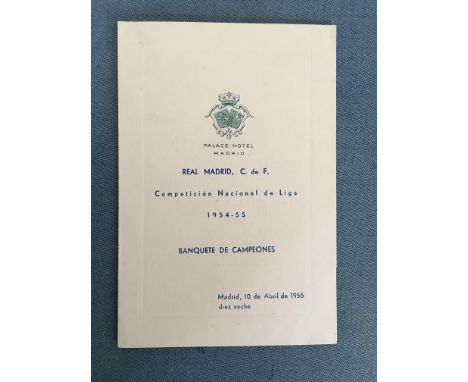 PALACE HOTEL
MADRID
REAL MADRID, C. de F.
Competición Nacional de Liga
1954-55
BANQUETE DE CAMPEONES
Madrid, 10 de Abril de 1955
diez noche